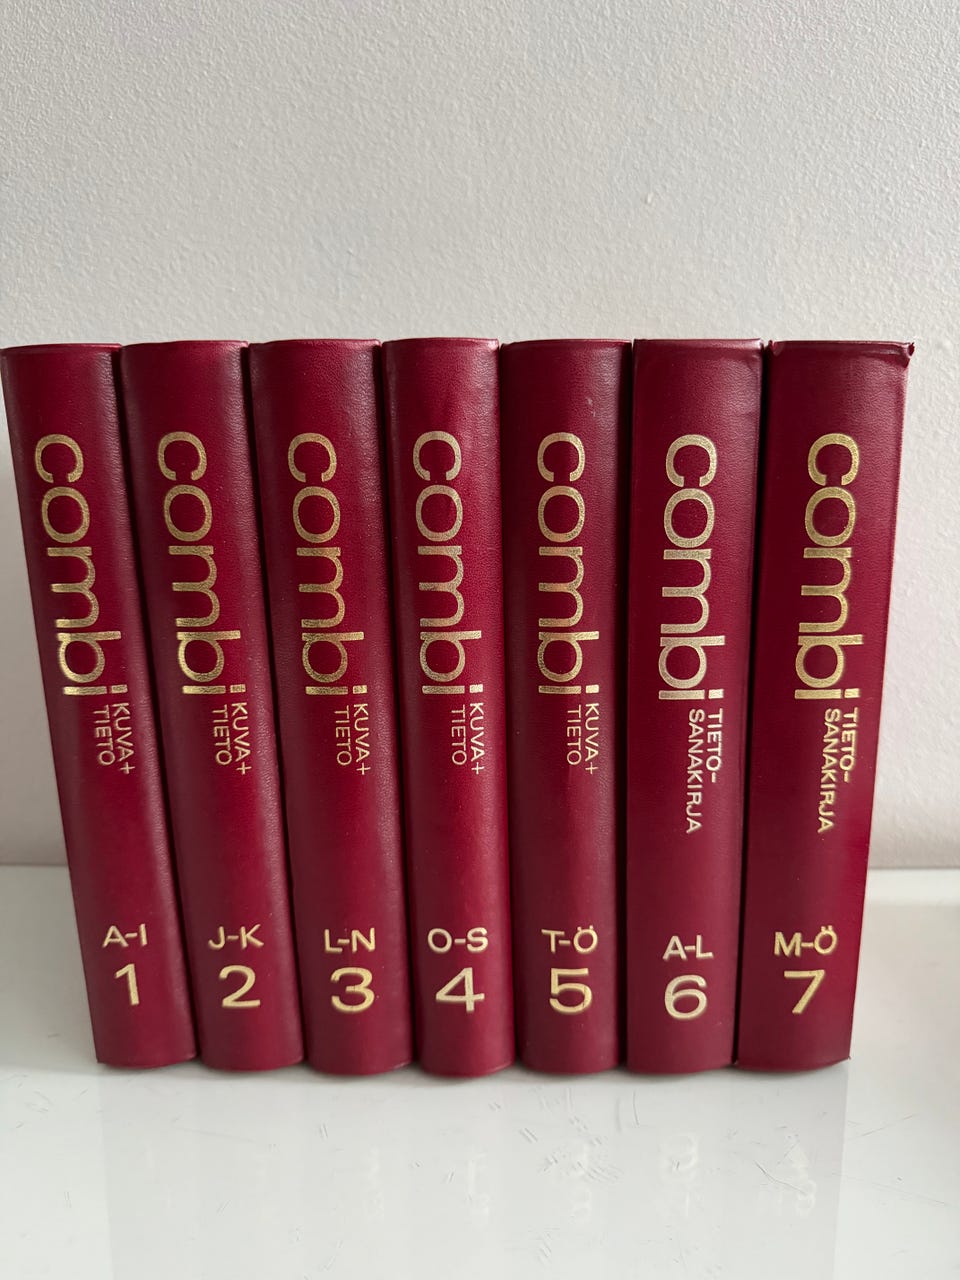 combi
KUVA+
TIETO
A-I
1
combi
KUVA+
TIETO
J-K
2
combi
KUVA+
TIETO
L-N
3
combi
KUVA+
TIETO
O-S
4
combi
KUVA+
TIETO
T-Ö
5
combi
TIETO-
SANAKIRJA
A-L
6
combi
TIETO-
SANAKIRJA
M-Ö
7